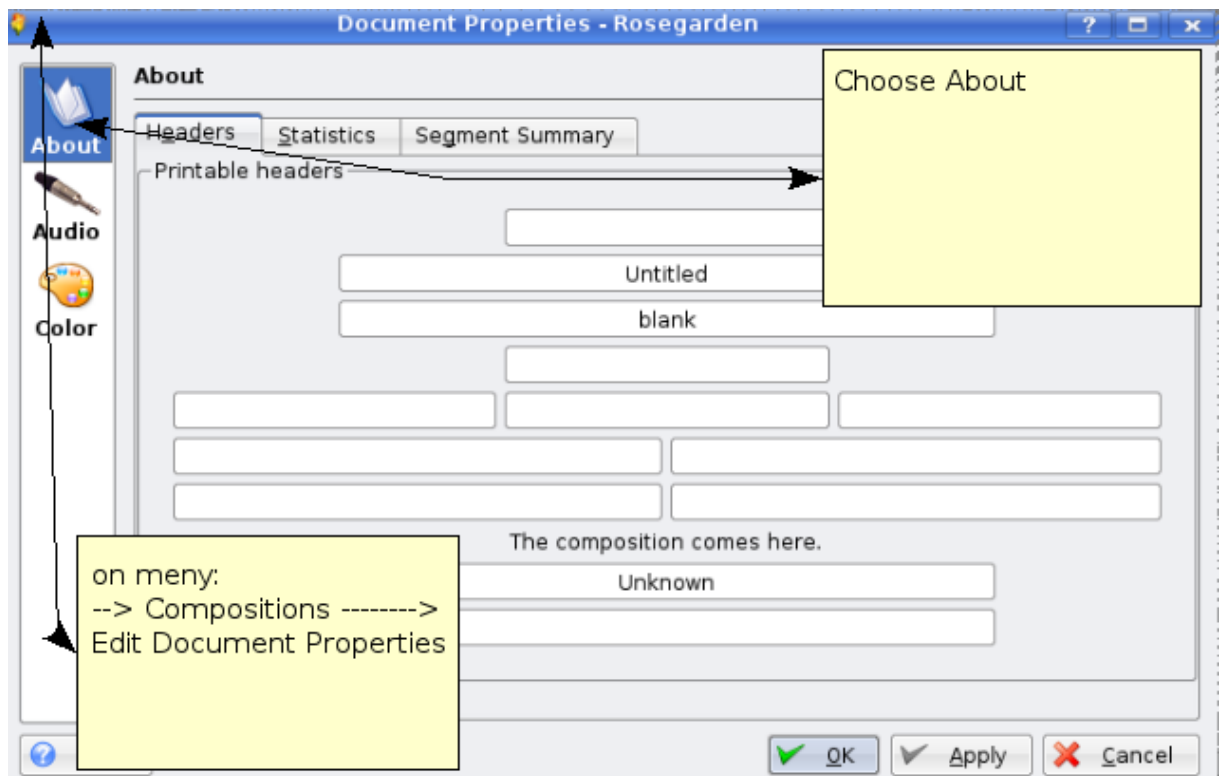 Document Properties - Rosegarden
?
About
Choose About
About
Headers Statistics Segment Summary
Printable headers
Audio
Untitled
Color
blank
The composition comes here.
on meny:
--> Compositions -------->
Edit Document Properties
Unknown
?
OK Apply Cancel